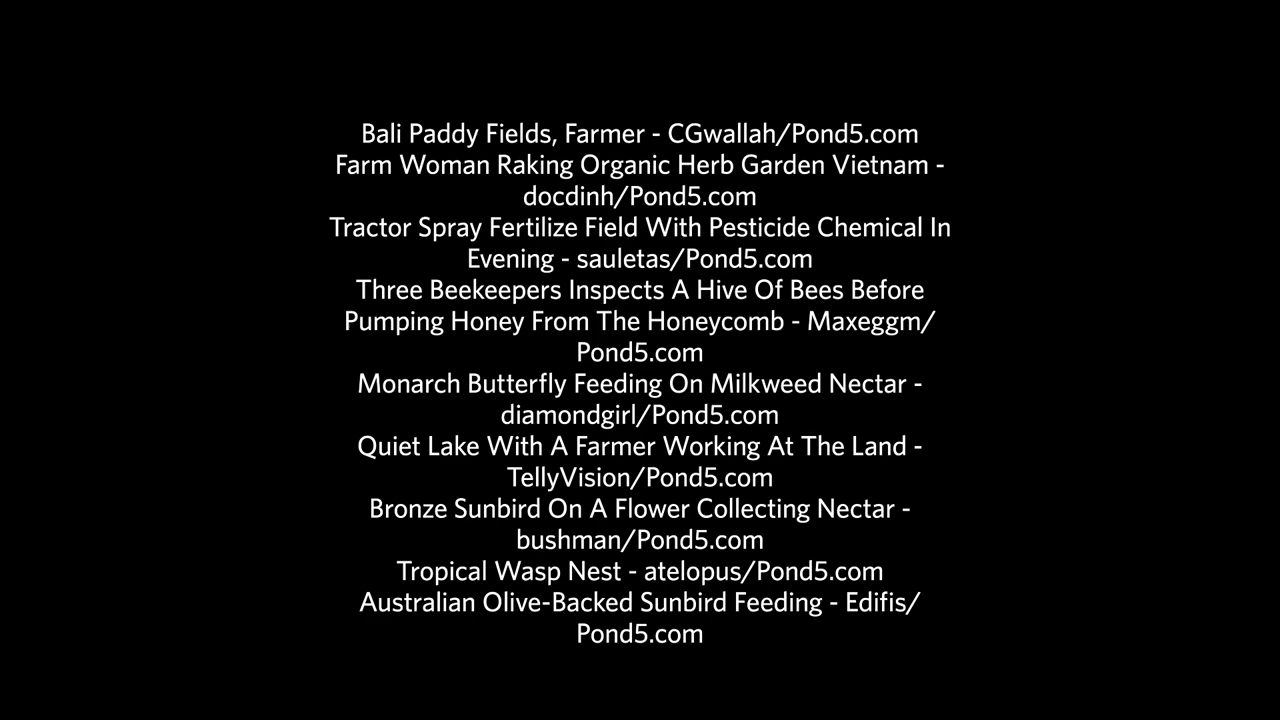 Bali Paddy Fields, Farmer - CGwallah/Pond5.com
Farm Woman Raking Organic Herb Garden Vietnam -
docdinh/Pond5.com
Tractor Spray Fertilize Field With Pesticide Chemical In
Evening - sauletas/Pond5.com
Three Beekeepers Inspects A Hive Of Bees Before
Pumping Honey From The Honeycomb - Maxeggm/
Pond5.com
Monarch Butterfly Feeding On Milkweed Nectar -
diamondgirl/Pond5.com
Quiet Lake With A Farmer Working At The Land -
TellyVision/Pond5.com
Bronze Sunbird On A Flower Collecting Nectar -
bushman/Pond5.com
Tropical Wasp Nest - atelopus/Pond5.com
Australian Olive-Backed Sunbird Feeding - Edifis/
Pond5.com